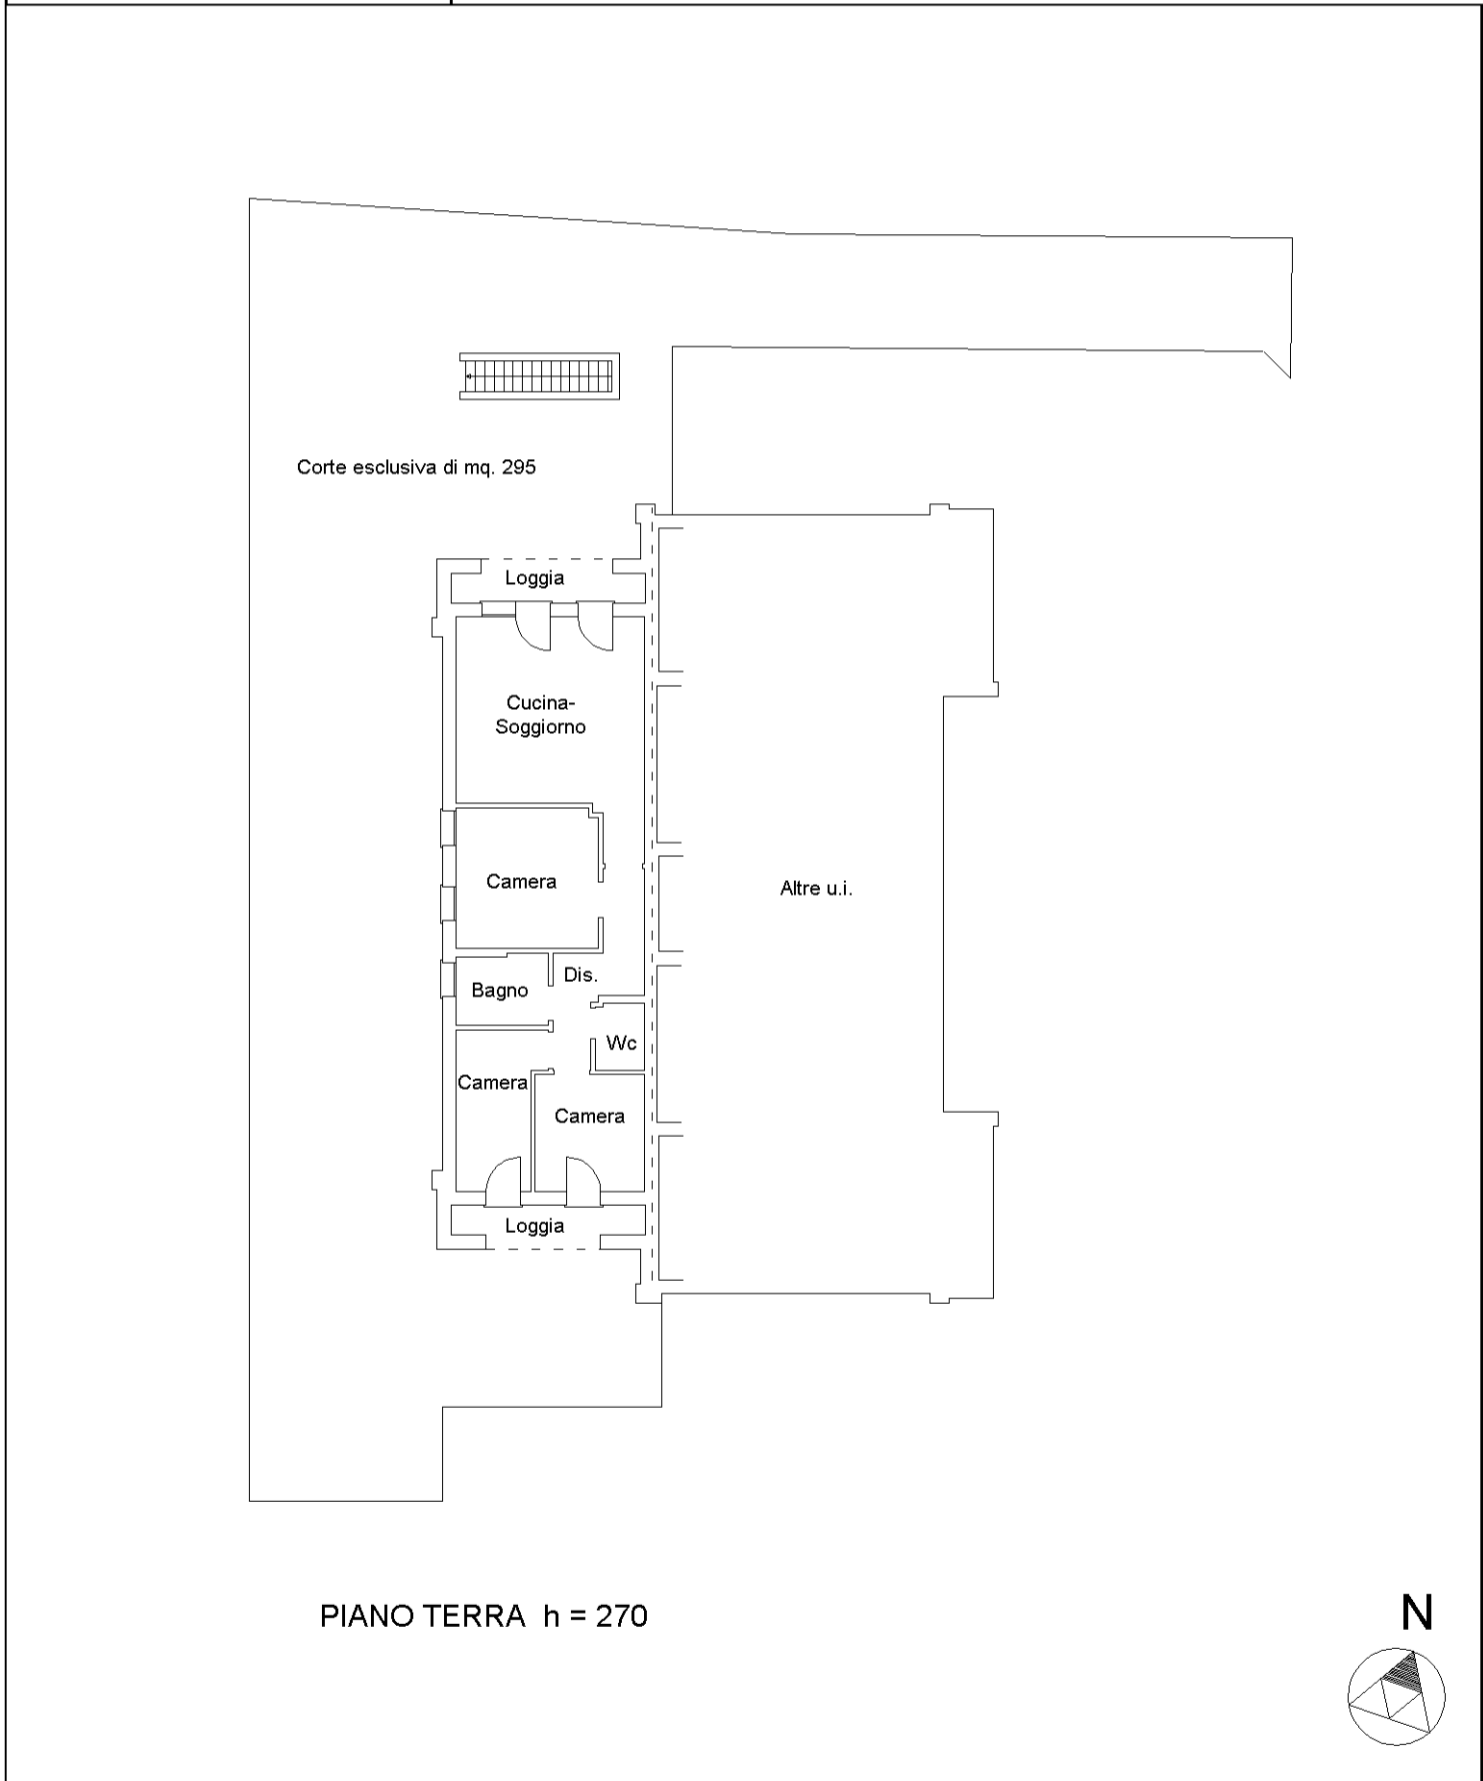 Corte esclusiva di mq. 295
Loggia
Cucina-
Soggiorno
Camera
Altre u.i.
Dis.
Bagno
Wc
Camera
Camera
Loggia
PIANO TERRA h = 270
N